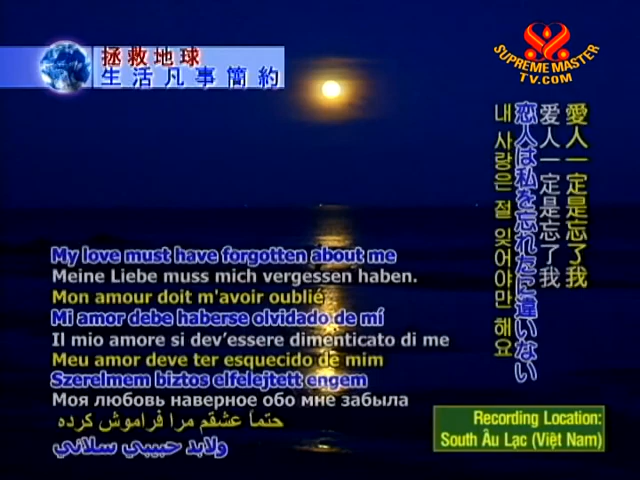 拯救地球
生活凡事簡約
SUPREME MASTER
TV.COM
愛人一定是忘了我
爱人一定是忘了我
恋人は私を忘れたに違いない
내 사랑은 절 잊어야만 해요
My love must have forgotten about me
Meine Liebe muss mich vergessen haben.
Mon amour doit m'avoir oublié
Mi amor debe haberse olvidado de mí
Il mio amore si dev'essere dimenticato di me
Meu amor deve ter esquecido de mim
Szerelmem biztos elfelejtett engem
Моя любовь наверное обо мне забыла
حتماً عشقم مرا فراموش کرده
ولابد حبيبي سلاني
Recording Location:
South Âu Lạc (Việt Nam)